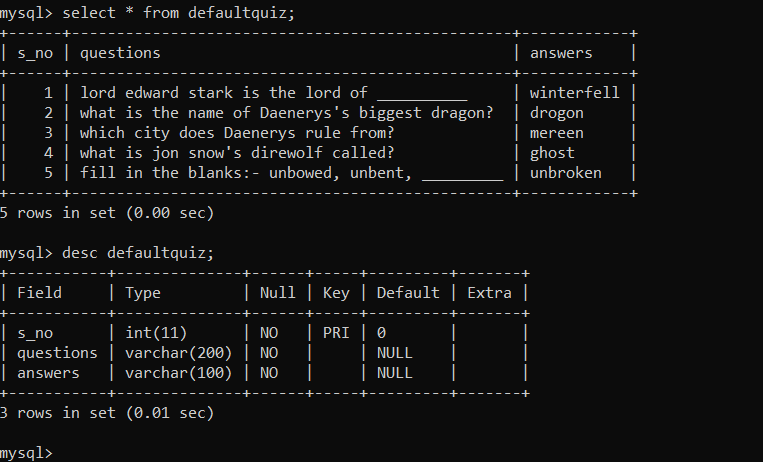 mysql> select * from defaultquiz;
+------+-------------------------------------------------+------------+
| s_no | questions                                       | answers    |
+------+-------------------------------------------------+------------+
|    1 | lord edward stark is the lord of __________     | winterfell |
|    2 | what is the name of Daenerys's biggest dragon?  | drogon     |
|    3 | which city does Daenerys rule from?             | mereen     |
|    4 | what is jon snow's direwolf called?             | ghost      |
|    5 | fill in the blanks:- unbowed, unbent, _________ | unbroken   |
+------+-------------------------------------------------+------------+
5 rows in set (0.00 sec)
mysql> desc defaultquiz;
+-----------+--------------+------+-----+---------+-------+
| Field     | Type         | Null | Key | Default | Extra |
+-----------+--------------+------+-----+---------+-------+
| s_no      | int(11)      | NO   | PRI | 0       |       |
| questions | varchar(200) | NO   |     | NULL    |       |
| answers   | varchar(100) | NO   |     | NULL    |       |
+-----------+--------------+------+-----+---------+-------+
3 rows in set (0.01 sec)
mysql>